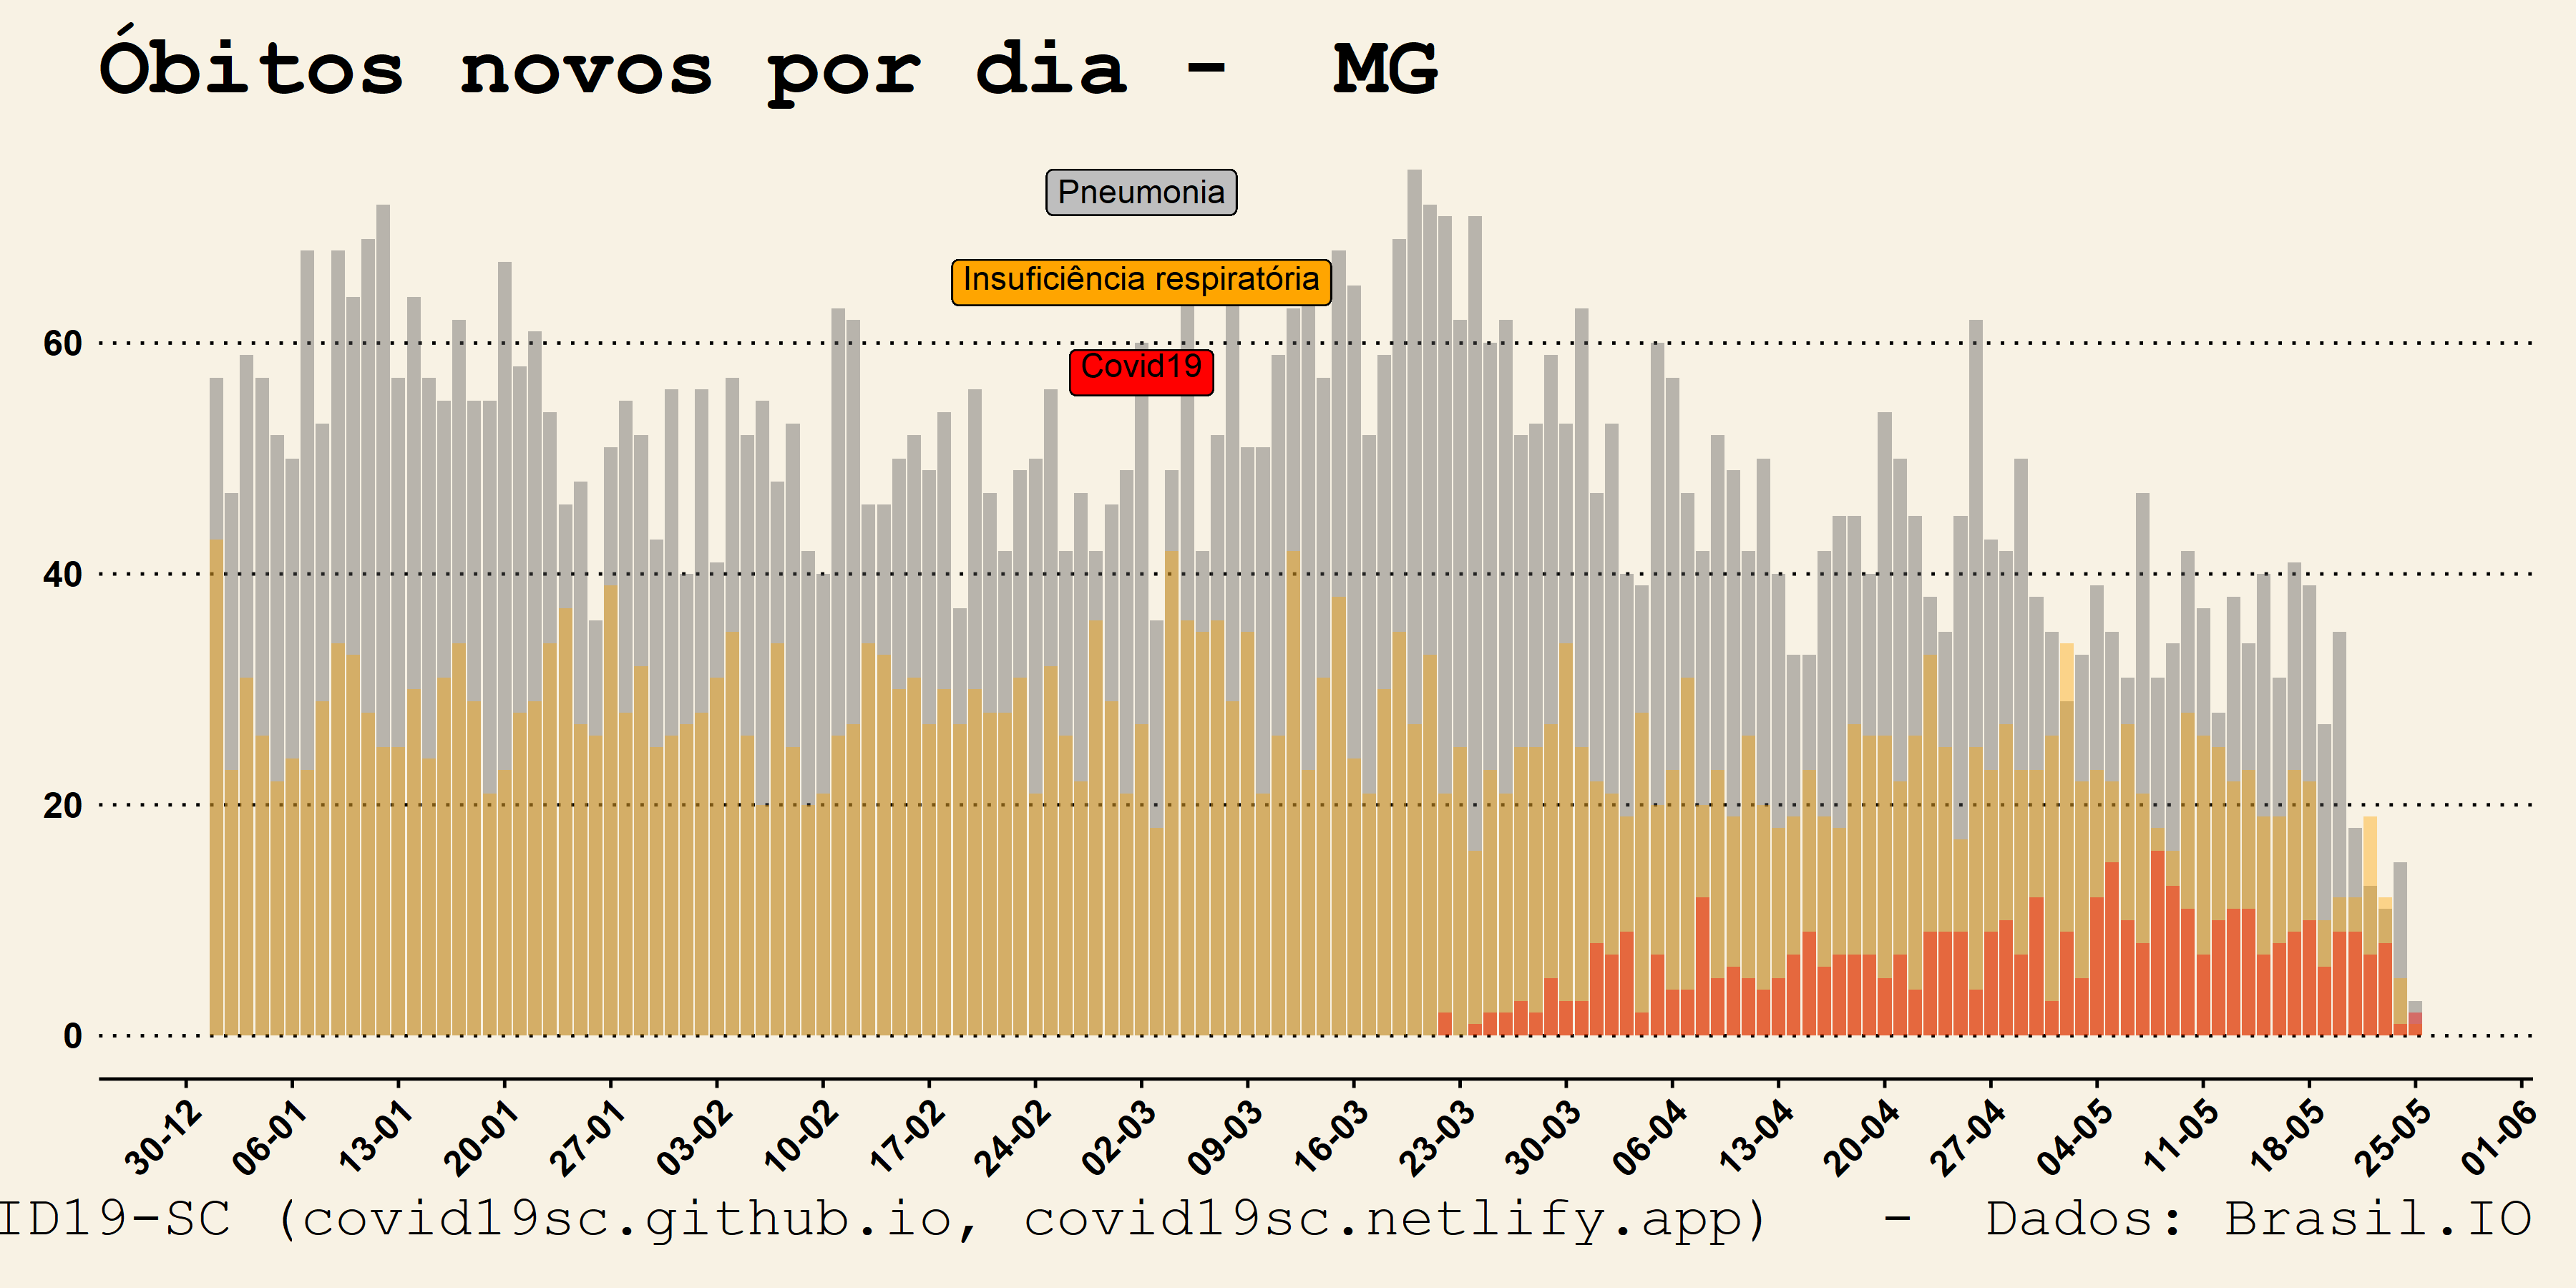 Óbitos novos por dia - MG
Pneumonia
Insuficiência respiratória
Covid19
60
40
20
0
30-12 06-01 13-01 20-01 27-01 03-02 10-02 17-02 24-02 02-03 09-03 16-03 23-03 30-03 06-04 13-04 20-04 27-04 04-05 11-05 18-05 25-05 01-06
ID19-SC (covid19sc.github.io, covid19sc.netlify.app) - Dados: Brasil.IO